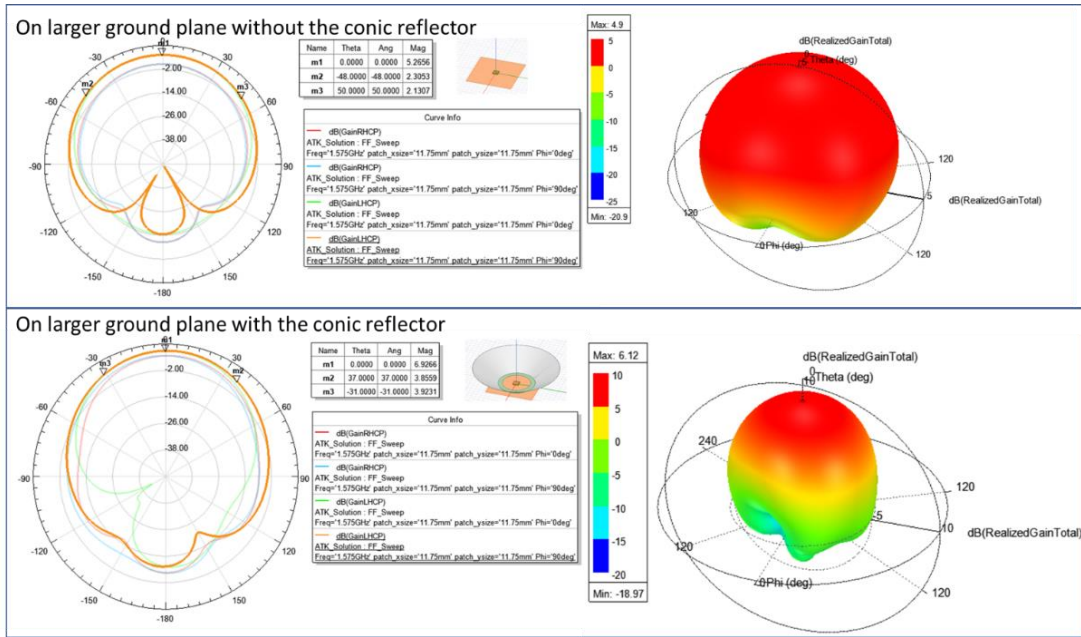 On larger ground plane without the conic reflector
m1
-30
0
30
m2
m3
-60
60
-2.00
-14.00
-26.00
-38.00
-90
90
-120
120
-150
150
-180
Name Theta Ang Mag
m1 0.0000 0.0000 5.2656
m2 -48.0000 -48.0000 2.3053
m3 50.0000 50.0000 2.1307
Curve Info
dB(GainRHCP)
ATK_Solution : FF_Sweep
Freq='1.575GHz' patch_xsize='11.75mm' patch_ysize='11.75mm' Phi='0deg'
dB(GainRHCP)
ATK_Solution : FF_Sweep
Freq='1.575GHz' patch_xsize='11.75mm' patch_ysize='11.75mm' Phi='90deg'
dB(GainLHCP)
ATK_Solution : FF_Sweep
Freq='1.575GHz' patch_xsize='11.75mm' patch_ysize='11.75mm' Phi='0deg'
dB(GainLHCP)
ATK_Solution : FF_Sweep
Freq='1.575GHz' patch_xsize='11.75mm' patch_ysize='11.75mm' Phi='90deg'
Max: 4.9
5
0
-5
-10
-15
-20
-25
Min: -20.9
dB(RealizedGainTotal)
Theta (deg)
120
-5
dB(RealizedGainTotal)
120
Phi (deg)
120
On larger ground plane with the conic reflector
m1
-30
0
30
m3
m2
-60
60
-2.00
-14.00
-26.00
-38.00
-90
90
-120
120
-150
150
-180
Name Theta Ang Mag
m1 0.0000 0.0000 6.9266
m2 37.0000 37.0000 3.8559
m3 -31.0000 -31.0000 3.9231
Curve Info
dB(GainRHCP)
ATK_Solution : FF_Sweep
Freq='1.575GHz' patch_xsize='11.75mm' patch_ysize='11.75mm' Phi='0deg'
dB(GainRHCP)
ATK_Solution : FF_Sweep
Freq='1.575GHz' patch_xsize='11.75mm' patch_ysize='11.75mm' Phi='90deg'
dB(GainLHCP)
ATK_Solution : FF_Sweep
Freq='1.575GHz' patch_xsize='11.75mm' patch_ysize='11.75mm' Phi='0deg'
dB(GainLHCP)
ATK_Solution : FF_Sweep
Freq='1.575GHz' patch_xsize='11.75mm' patch_ysize='11.75mm' Phi='90deg'
Max: 6.12
10
5
0
-5
-10
-15
-20
Min: -18.97
dB(RealizedGainTotal)
0
10
Theta (deg)
240
120
-5
10
dB(RealizedGainTotal)
120
Phi (deg)
120